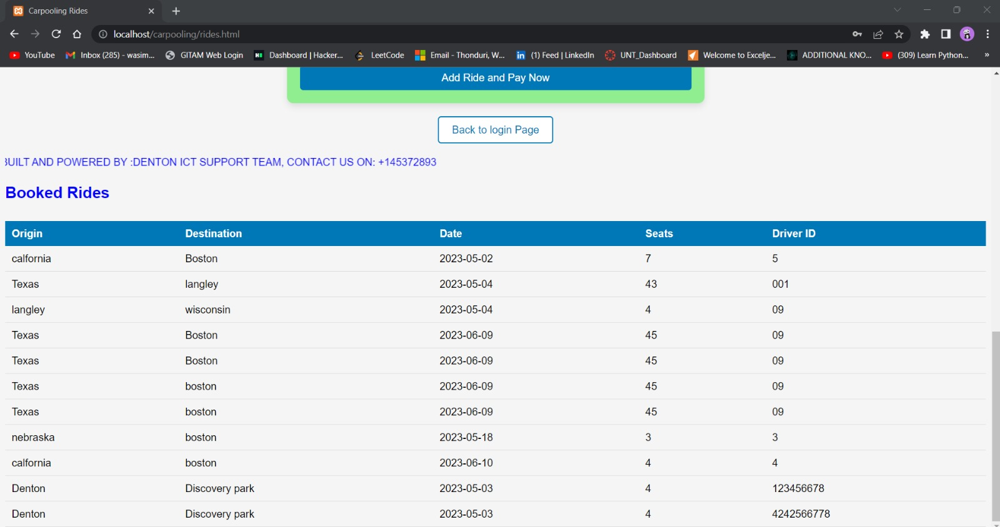 Carpooling Rides
localhost/carpooling/rides.html
YouTube Inbox (285) - wasim... GITAM Web Login Dashboard | Hacker... LeetCode Email - Thonduri, W... (1) Feed | LinkedIn UNT_Dashboard Welcome to Excelje... ADDITIONAL KNO... (309) Learn Python... »
Add Ride and Pay Now
Back to login Page
BUILT AND POWERED BY :DENTON ICT SUPPORT TEAM, CONTACT US ON: +145372893
Booked Rides
Origin Destination Date Seats Driver ID
calfornia Boston 2023-05-02 7 5
Texas langley 2023-05-04 43 001
langley wisconsin 2023-05-04 4 09
Texas Boston 2023-06-09 45 09
Texas Boston 2023-06-09 45 09
Texas boston 2023-06-09 45 09
Texas boston 2023-06-09 45 09
nebraska boston 2023-05-18 3 3
calfornia boston 2023-06-10 4 4
Denton Discovery park 2023-05-03 4 123456678
Denton Discovery park 2023-05-03 4 4242566778